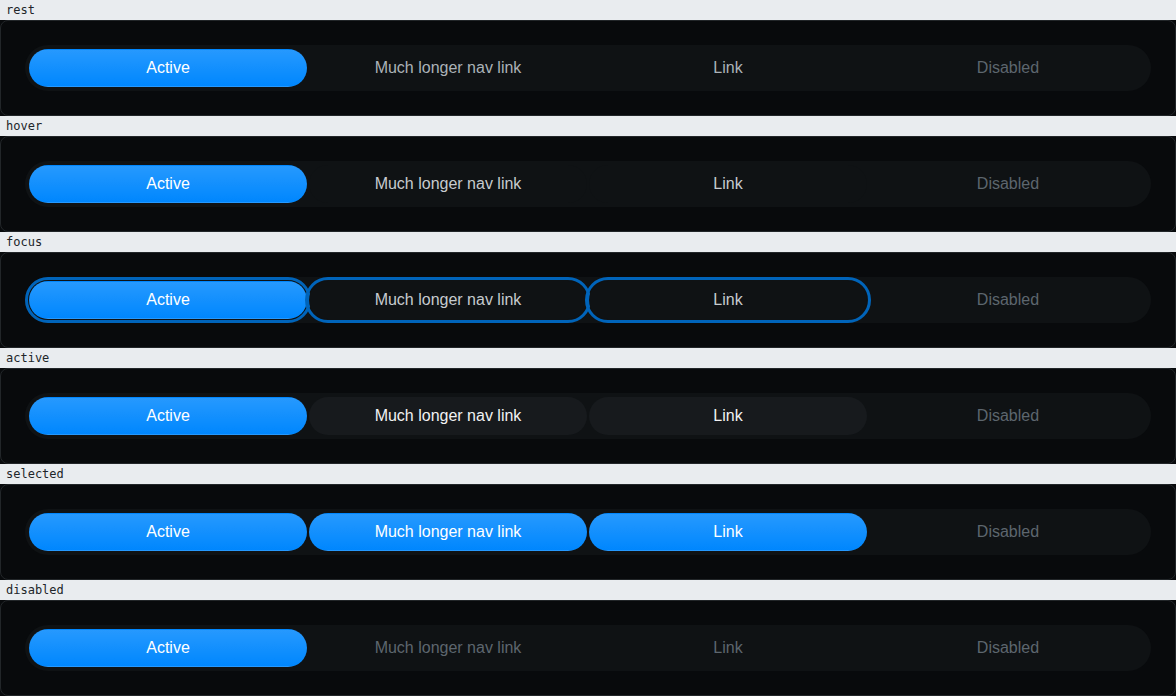 rest
Active Much longer nav link Link Disabled
hover
Active Much longer nav link Link Disabled
focus
Active Much longer nav link Link Disabled
active
Active Much longer nav link Link Disabled
selected
Active Much longer nav link Link Disabled
disabled
Active Much longer nav link Link Disabled